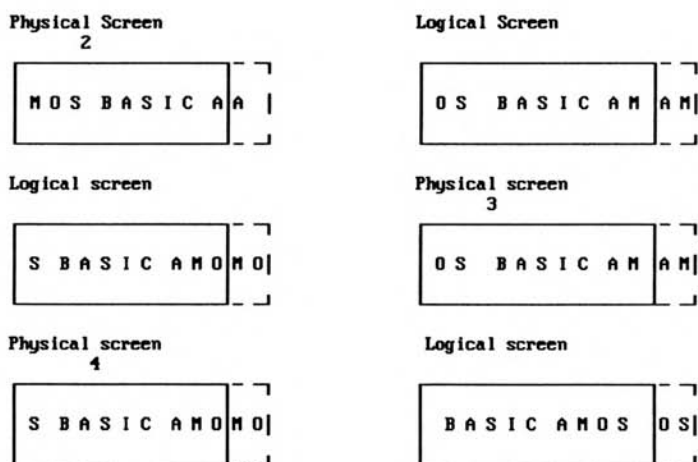 Physical Screen
2
Logical Screen
MOS BASIC A A
OS BASIC AM AM
Logical screen
Physical screen
3
S BASIC AMO MO
OS BASIC AM AM
Physical screen
4
Logical screen
S BASIC AMO MO
BASIC AMOS OS